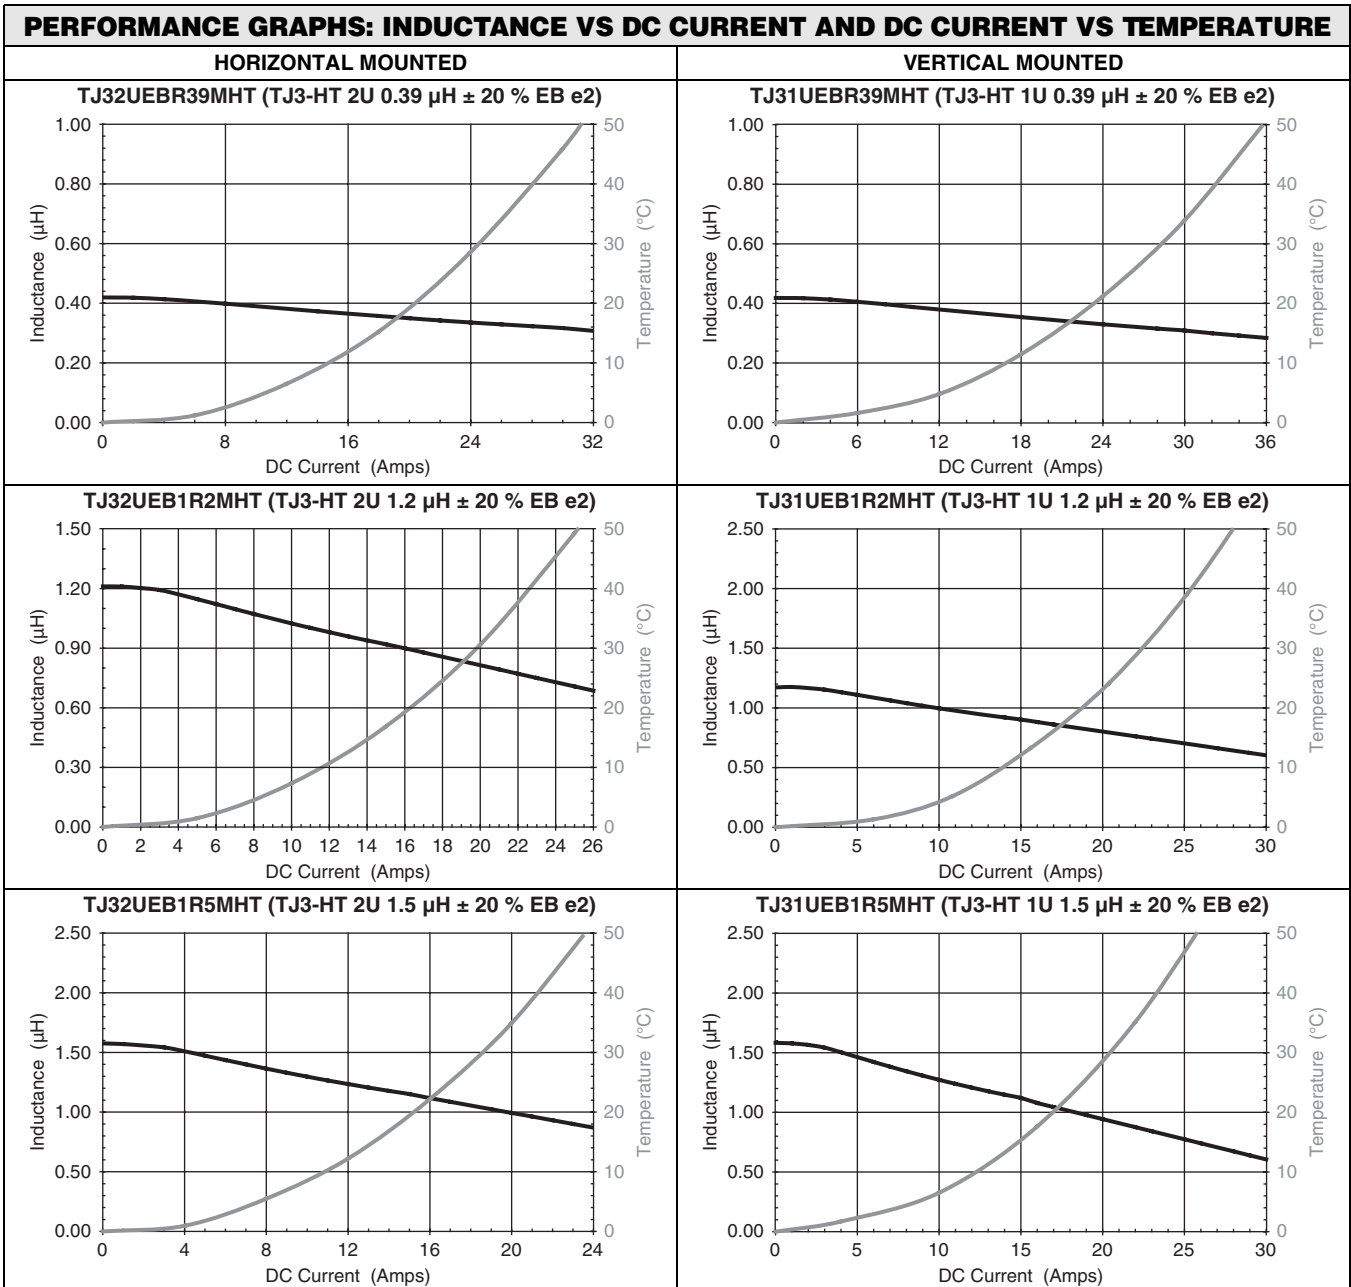 PERFORMANCE GRAPHS: INDUCTANCE VS DC CURRENT AND DC CURRENT VS TEMPERATURE
HORIZONTAL MOUNTED
VERTICAL MOUNTED
TJ32UEBR39MHT (TJ3-HT 2U 0.39 µH ± 20 % EB e2)
Inductance (µH)
1.00
0.80
0.60
0.40
0.20
0.00
50
40
30
20
10
0
Temperature (°C)
0 8 16 24 32
DC Current (Amps)
TJ31UEBR39MHT (TJ3-HT 1U 0.39 µH ± 20 % EB e2)
Inductance (µH)
1.00
0.80
0.60
0.40
0.20
0.00
50
40
30
20
10
0
Temperature (°C)
0 6 12 18 24 30 36
DC Current (Amps)
TJ32UEB1R2MHT (TJ3-HT 2U 1.2 µH ± 20 % EB e2)
Inductance (µH)
1.50
1.20
0.90
0.60
0.30
0.00
50
40
30
20
10
0
Temperature (°C)
0 2 4 6 8 10 12 14 16 18 20 22 24 26
DC Current (Amps)
TJ31UEB1R2MHT (TJ3-HT 1U 1.2 µH ± 20 % EB e2)
Inductance (µH)
2.50
2.00
1.50
1.00
0.50
0.00
50
40
30
20
10
0
Temperature (°C)
0 5 10 15 20 25 30
DC Current (Amps)
TJ32UEB1R5MHT (TJ3-HT 2U 1.5 µH ± 20 % EB e2)
Inductance (µH)
2.50
2.00
1.50
1.00
0.50
0.00
50
40
30
20
10
0
Temperature (°C)
0 4 8 12 16 20 24
DC Current (Amps)
TJ31UEB1R5MHT (TJ3-HT 1U 1.5 µH ± 20 % EB e2)
Inductance (µH)
2.50
2.00
1.50
1.00
0.50
0.00
50
40
30
20
10
0
Temperature (°C)
0 5 10 15 20 25 30
DC Current (Amps)